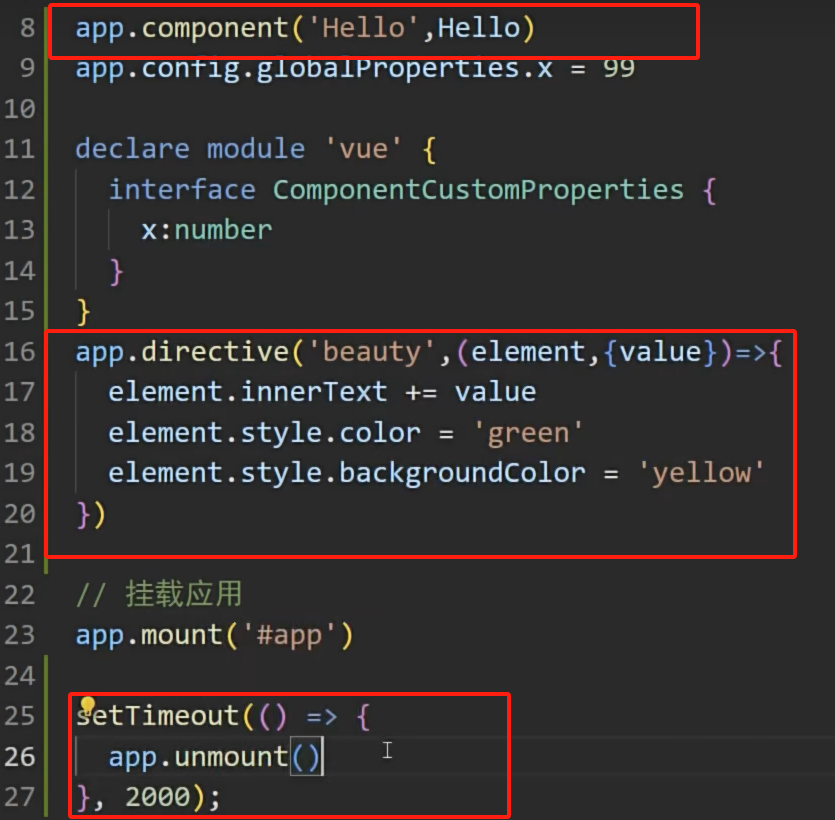 8 app.component('Hello',Hello)
9 app.config.globalProperties.x = 99
10
11 declare module 'vue' {
12 interface ComponentCustomProperties {
13 x:number
14 }
15 }
16 app.directive('beauty',(element,{value})=>{
17 element.innerText += value
18 element.style.color = 'green'
19 element.style.backgroundColor = 'yellow'
20 })
21
22 // 挂载应用
23 app.mount('#app')
24
25 setTimeout(() => {
26 app.unmount()
27 }, 2000);